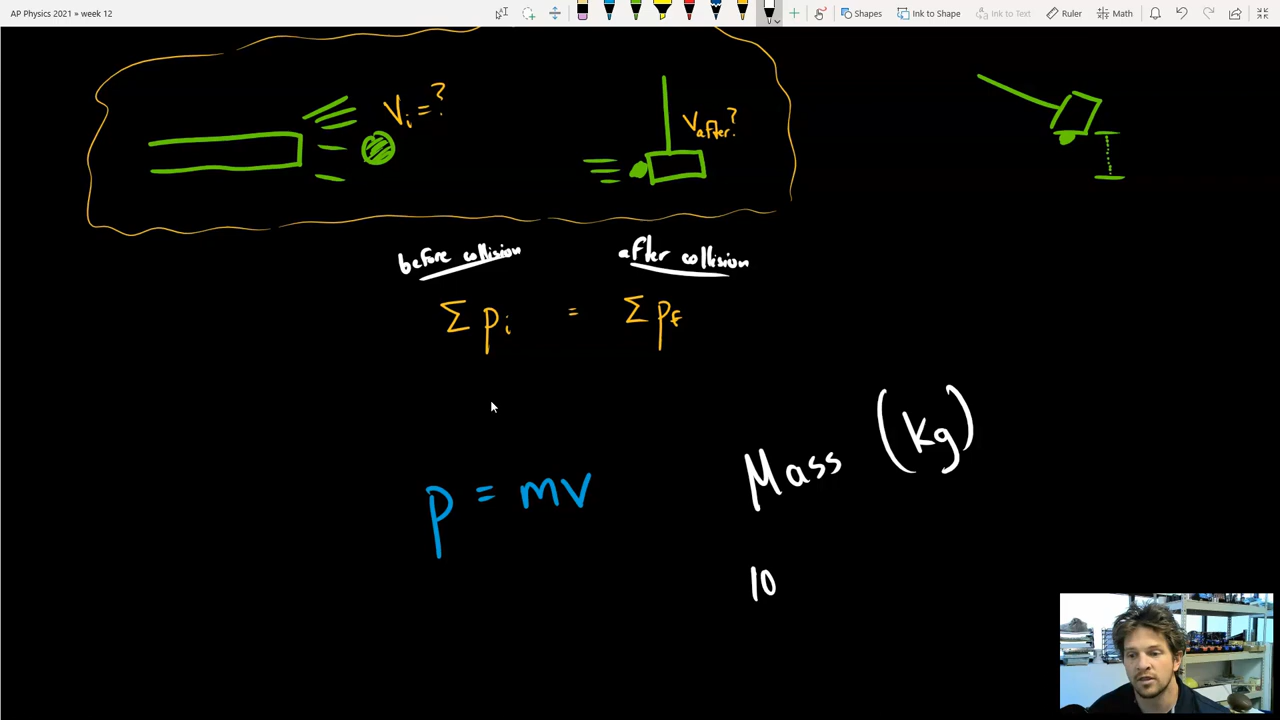 AP Physics 2021 » week 12
Shapes
Ink to Shape
Ink to Text
Ruler
Math
Vi = ?
Vafter?
before collision
after collision
Σ pi = Σ pf
Mass (kg)
p = mv
10